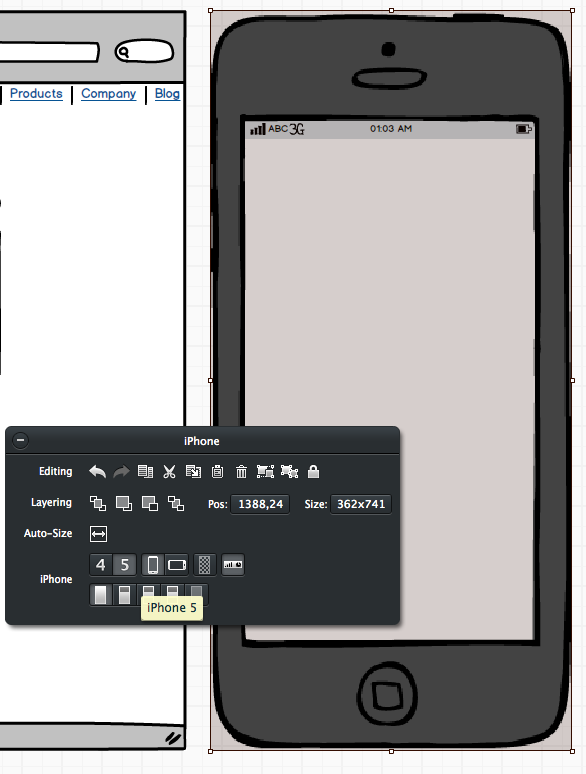 Products Company Blog
ABC 3G 01:03 AM
iPhone
Editing
Layering Pos: 1388,24 Size: 362x741
Auto-Size
4 5
iPhone
iPhone 5